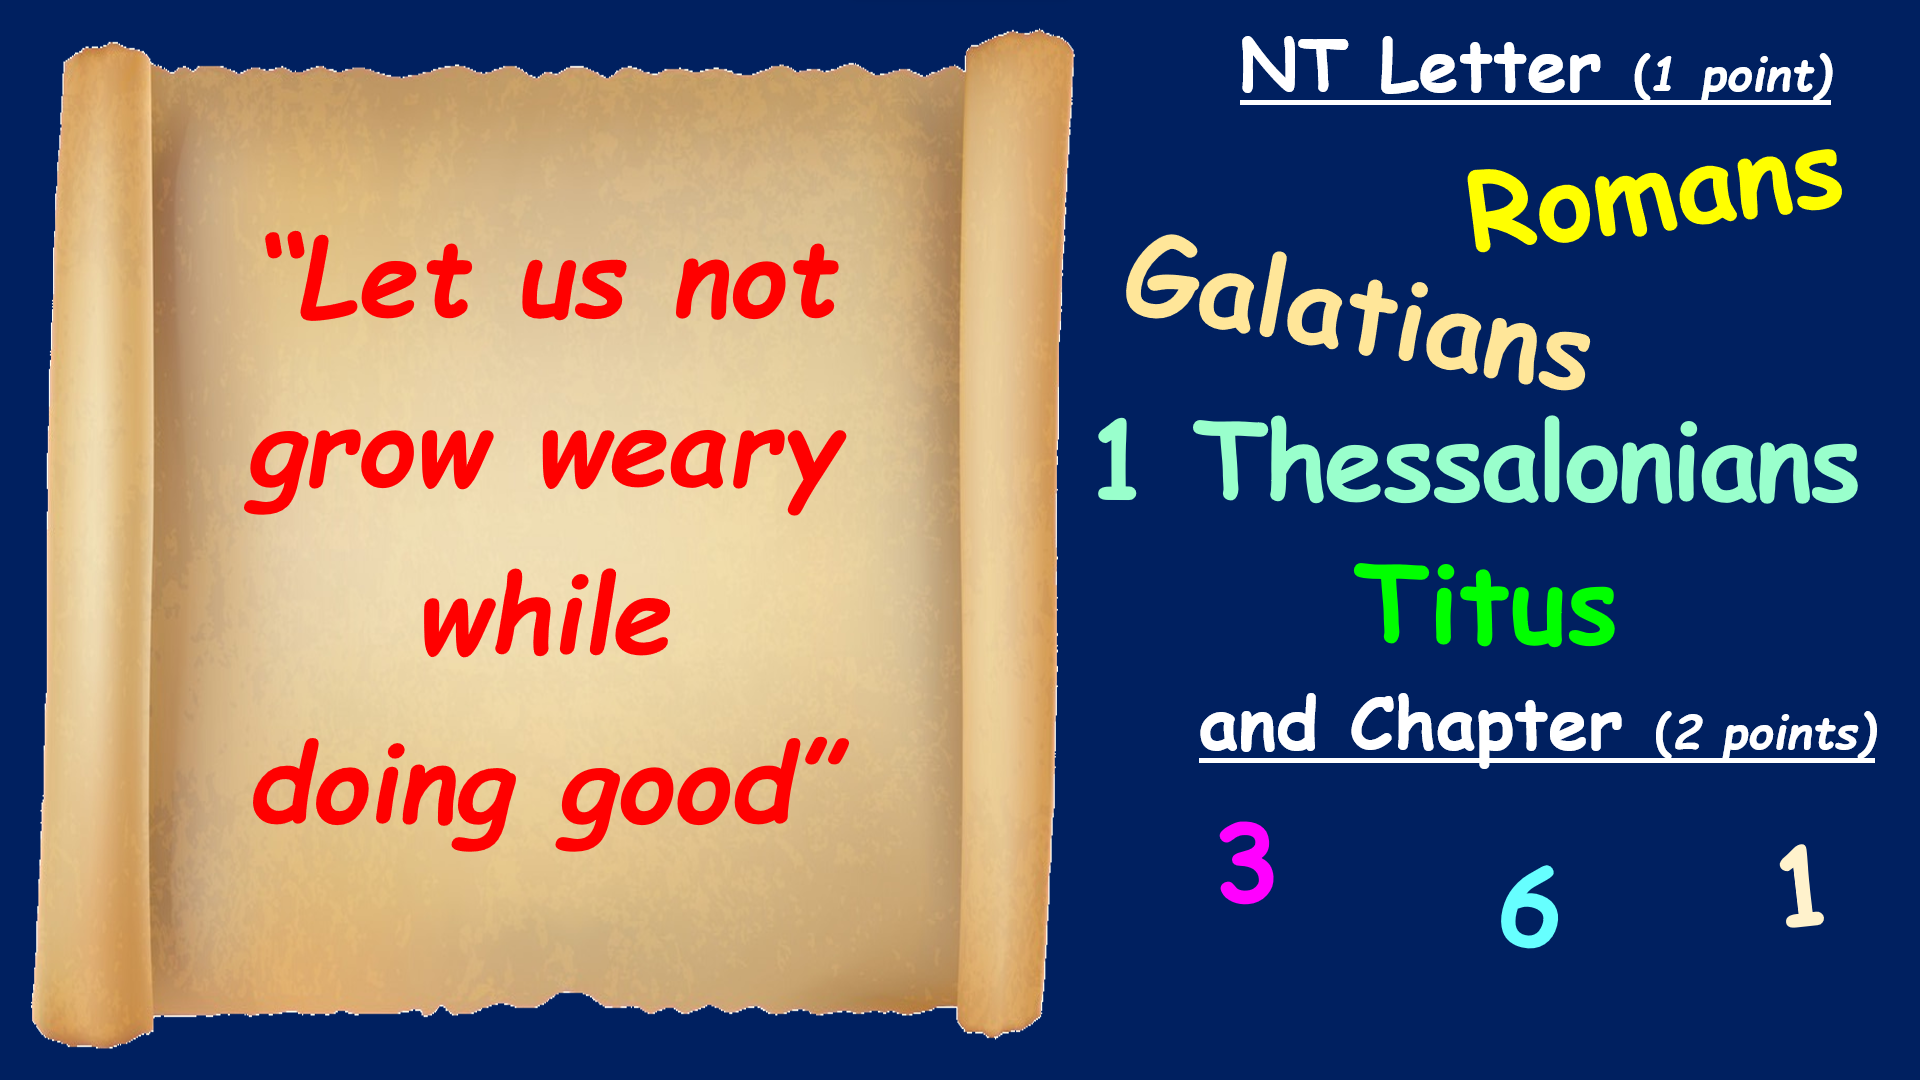 “Let us not
grow weary
while
doing good”
NT Letter (1 point)
Romans
Galatians
1 Thessalonians
Titus
and Chapter (2 points)
3 6 1